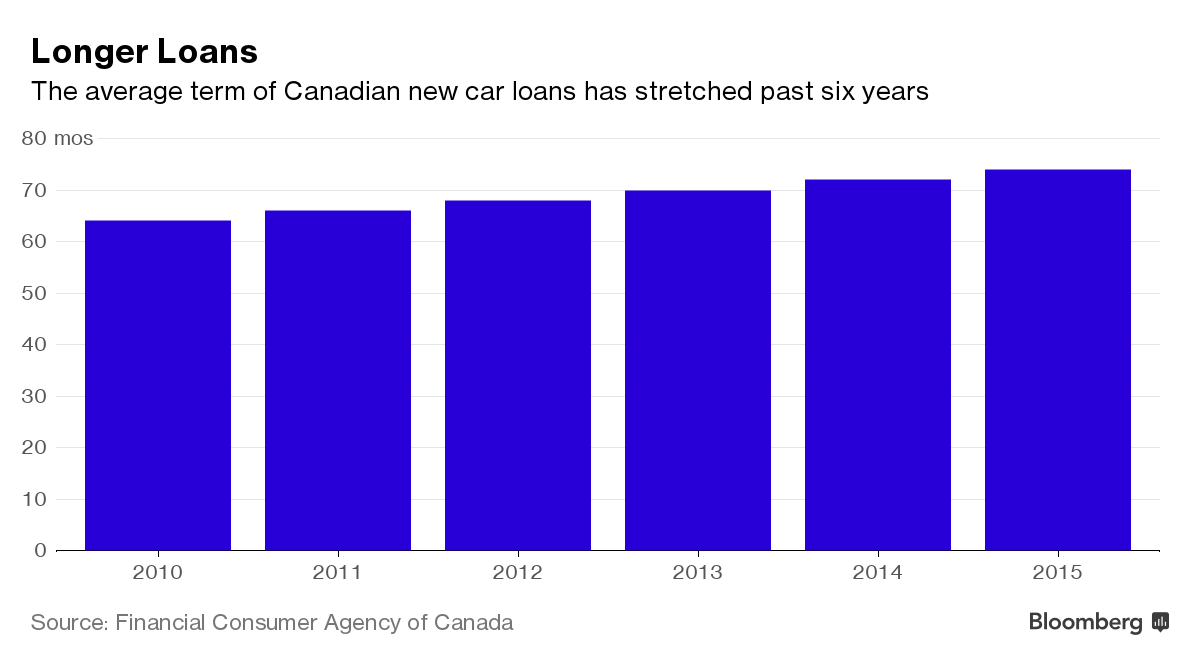 Longer Loans
The average term of Canadian new car loans has stretched past six years
80 mos
70
60
50
40
30
20
10
0
2010 2011 2012 2013 2014 2015
Source: Financial Consumer Agency of Canada
Bloomberg